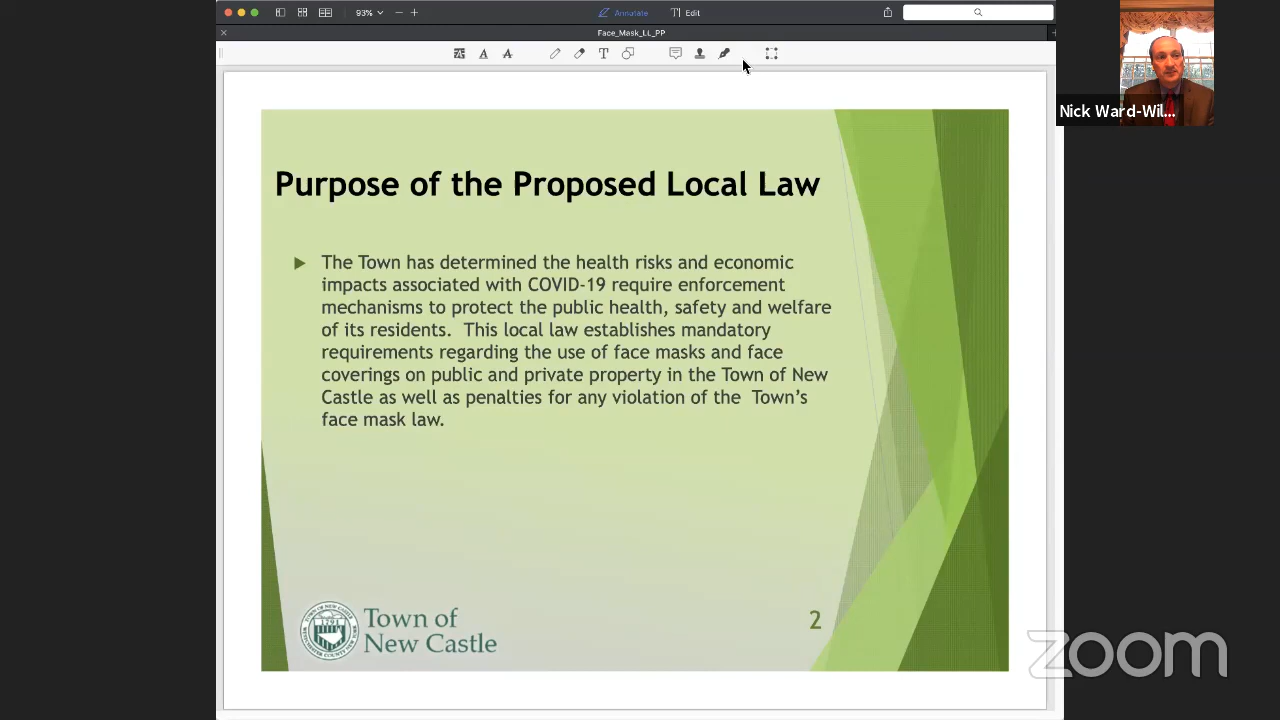 93%
Annotate
Edit
Face_Mask_LL_PP
Nick Ward-Wil...
Purpose of the Proposed Local Law
The Town has determined the health risks and economic
impacts associated with COVID-19 require enforcement
mechanisms to protect the public health, safety and welfare
of its residents.  This local law establishes mandatory
requirements regarding the use of face masks and face
coverings on public and private property in the Town of New
Castle as well as penalties for any violation of the  Town's
face mask law.
Town of
New Castle
2
zoom